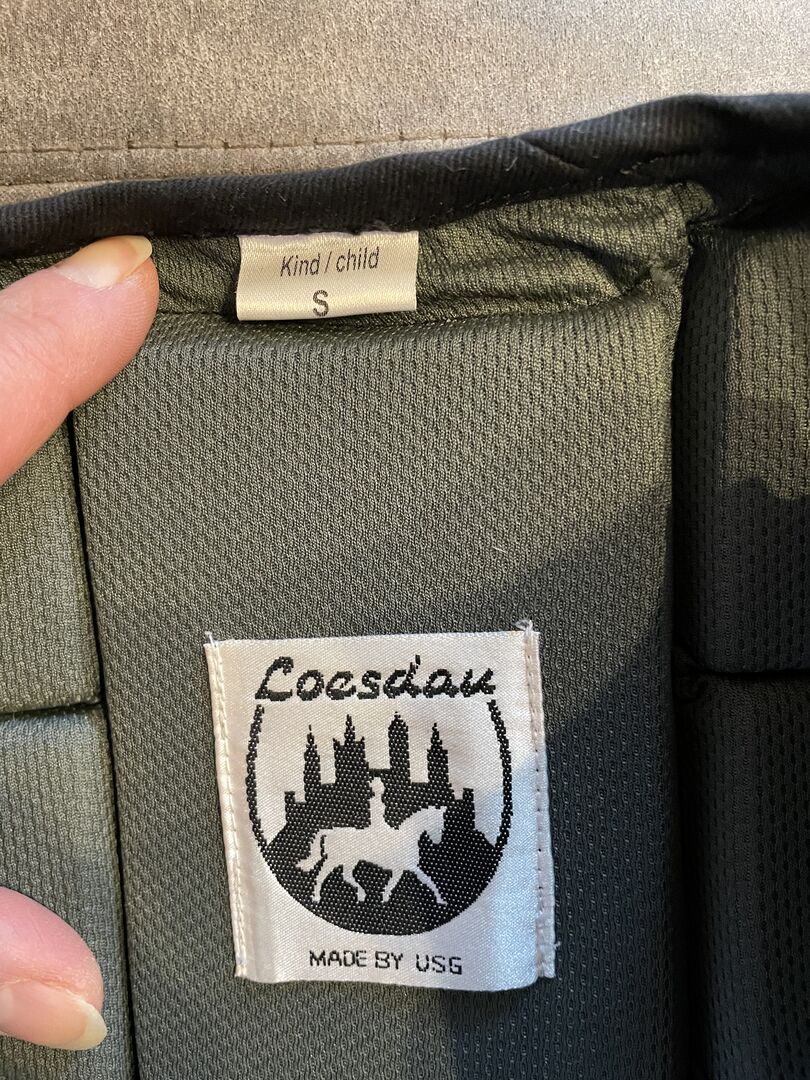 Kind / child
S
Loesdau
MADE BY USG